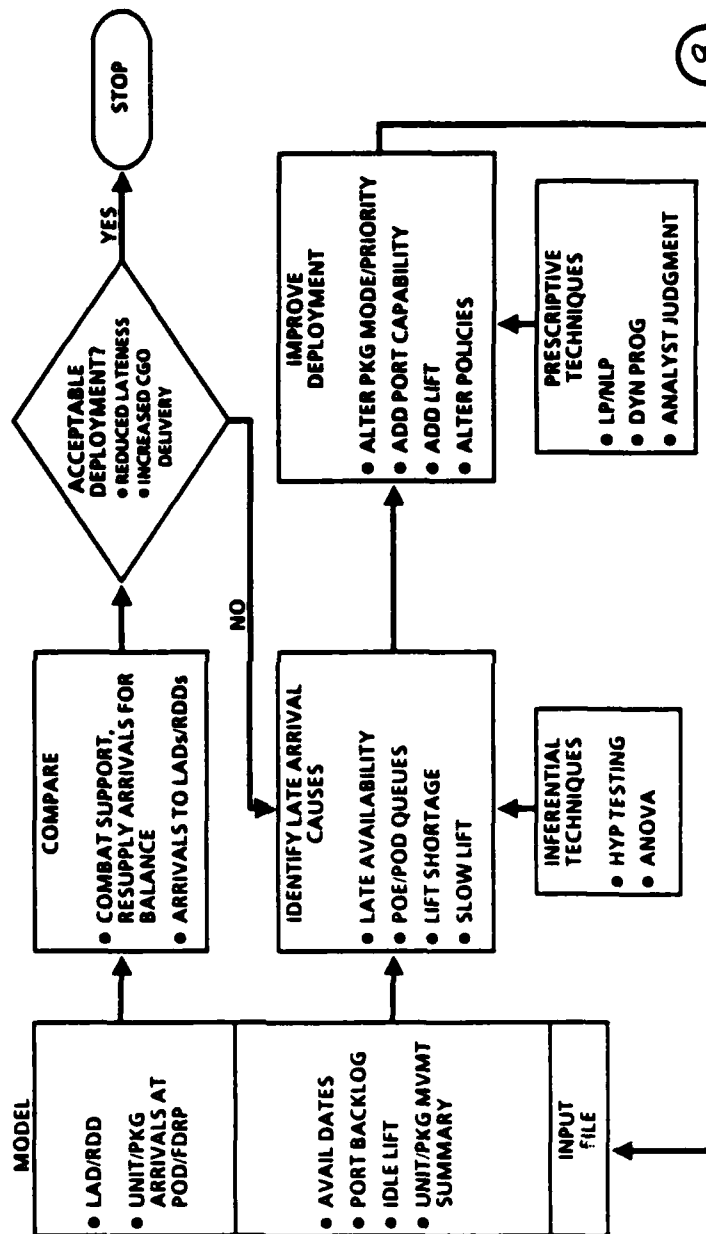 MODEL
• LAD/RDD
• UNIT/PKG
ARRIVALS AT
POD/FDRP
• AVAIL DATES
• PORT BACKLOG
• IDLE LIFT
• UNIT/PKG MVMT
SUMMARY
INPUT
FILE
COMPARE
• COMBAT SUPPORT,
RESUPPLY ARRIVALS FOR
BALANCE
• ARRIVALS TO LADs/RDDs
ACCEPTABLE
DEPLOYMENT?
• REDUCED LATENESS
• INCREASED CGO
DELIVERY
YES
STOP
NO
IDENTIFY LATE ARRIVAL
CAUSES
• LATE AVAILABILITY
• POE/POD QUEUES
• LIFT SHORTAGE
• SLOW LIFT
INFERENTIAL
TECHNIQUES
• HYP TESTING
• ANOVA
IMPROVE
DEPLOYMENT
• ALTER PKG MODE/PRIORITY
• ADD PORT CAPABILITY
• ADD LIFT
• ALTER POLICIES
PRESCRIPTIVE
TECHNIQUES
• LP/NLP
• DYN PROG
• ANALYST JUDGMENT